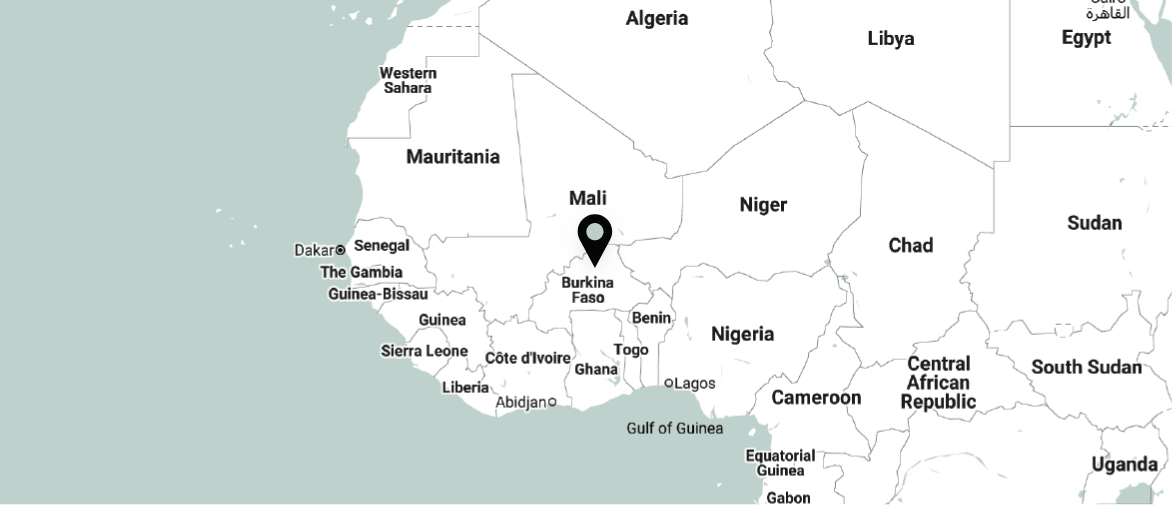 Cairo
القاهرة
Algeria
Libya
Egypt
Western
Sahara
Mauritania
Mali
Niger
Sudan
Chad
Dakar
Senegal
The Gambia
Guinea-Bissau
Burkina
Faso
Guinea
Benin
Nigeria
Sierra Leone
Côte d'Ivoire
Togo
Ghana
Central
African
Republic
South Sudan
Liberia
Abidjan
Lagos
Cameroon
Gulf of Guinea
Equatorial
Guinea
Uganda
Gabon